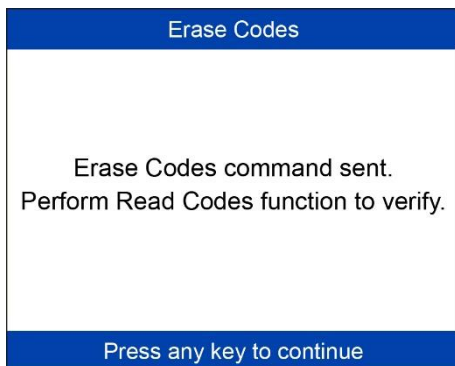 Erase Codes
Erase Codes command sent.
Perform Read Codes function to verify.
Press any key to continue